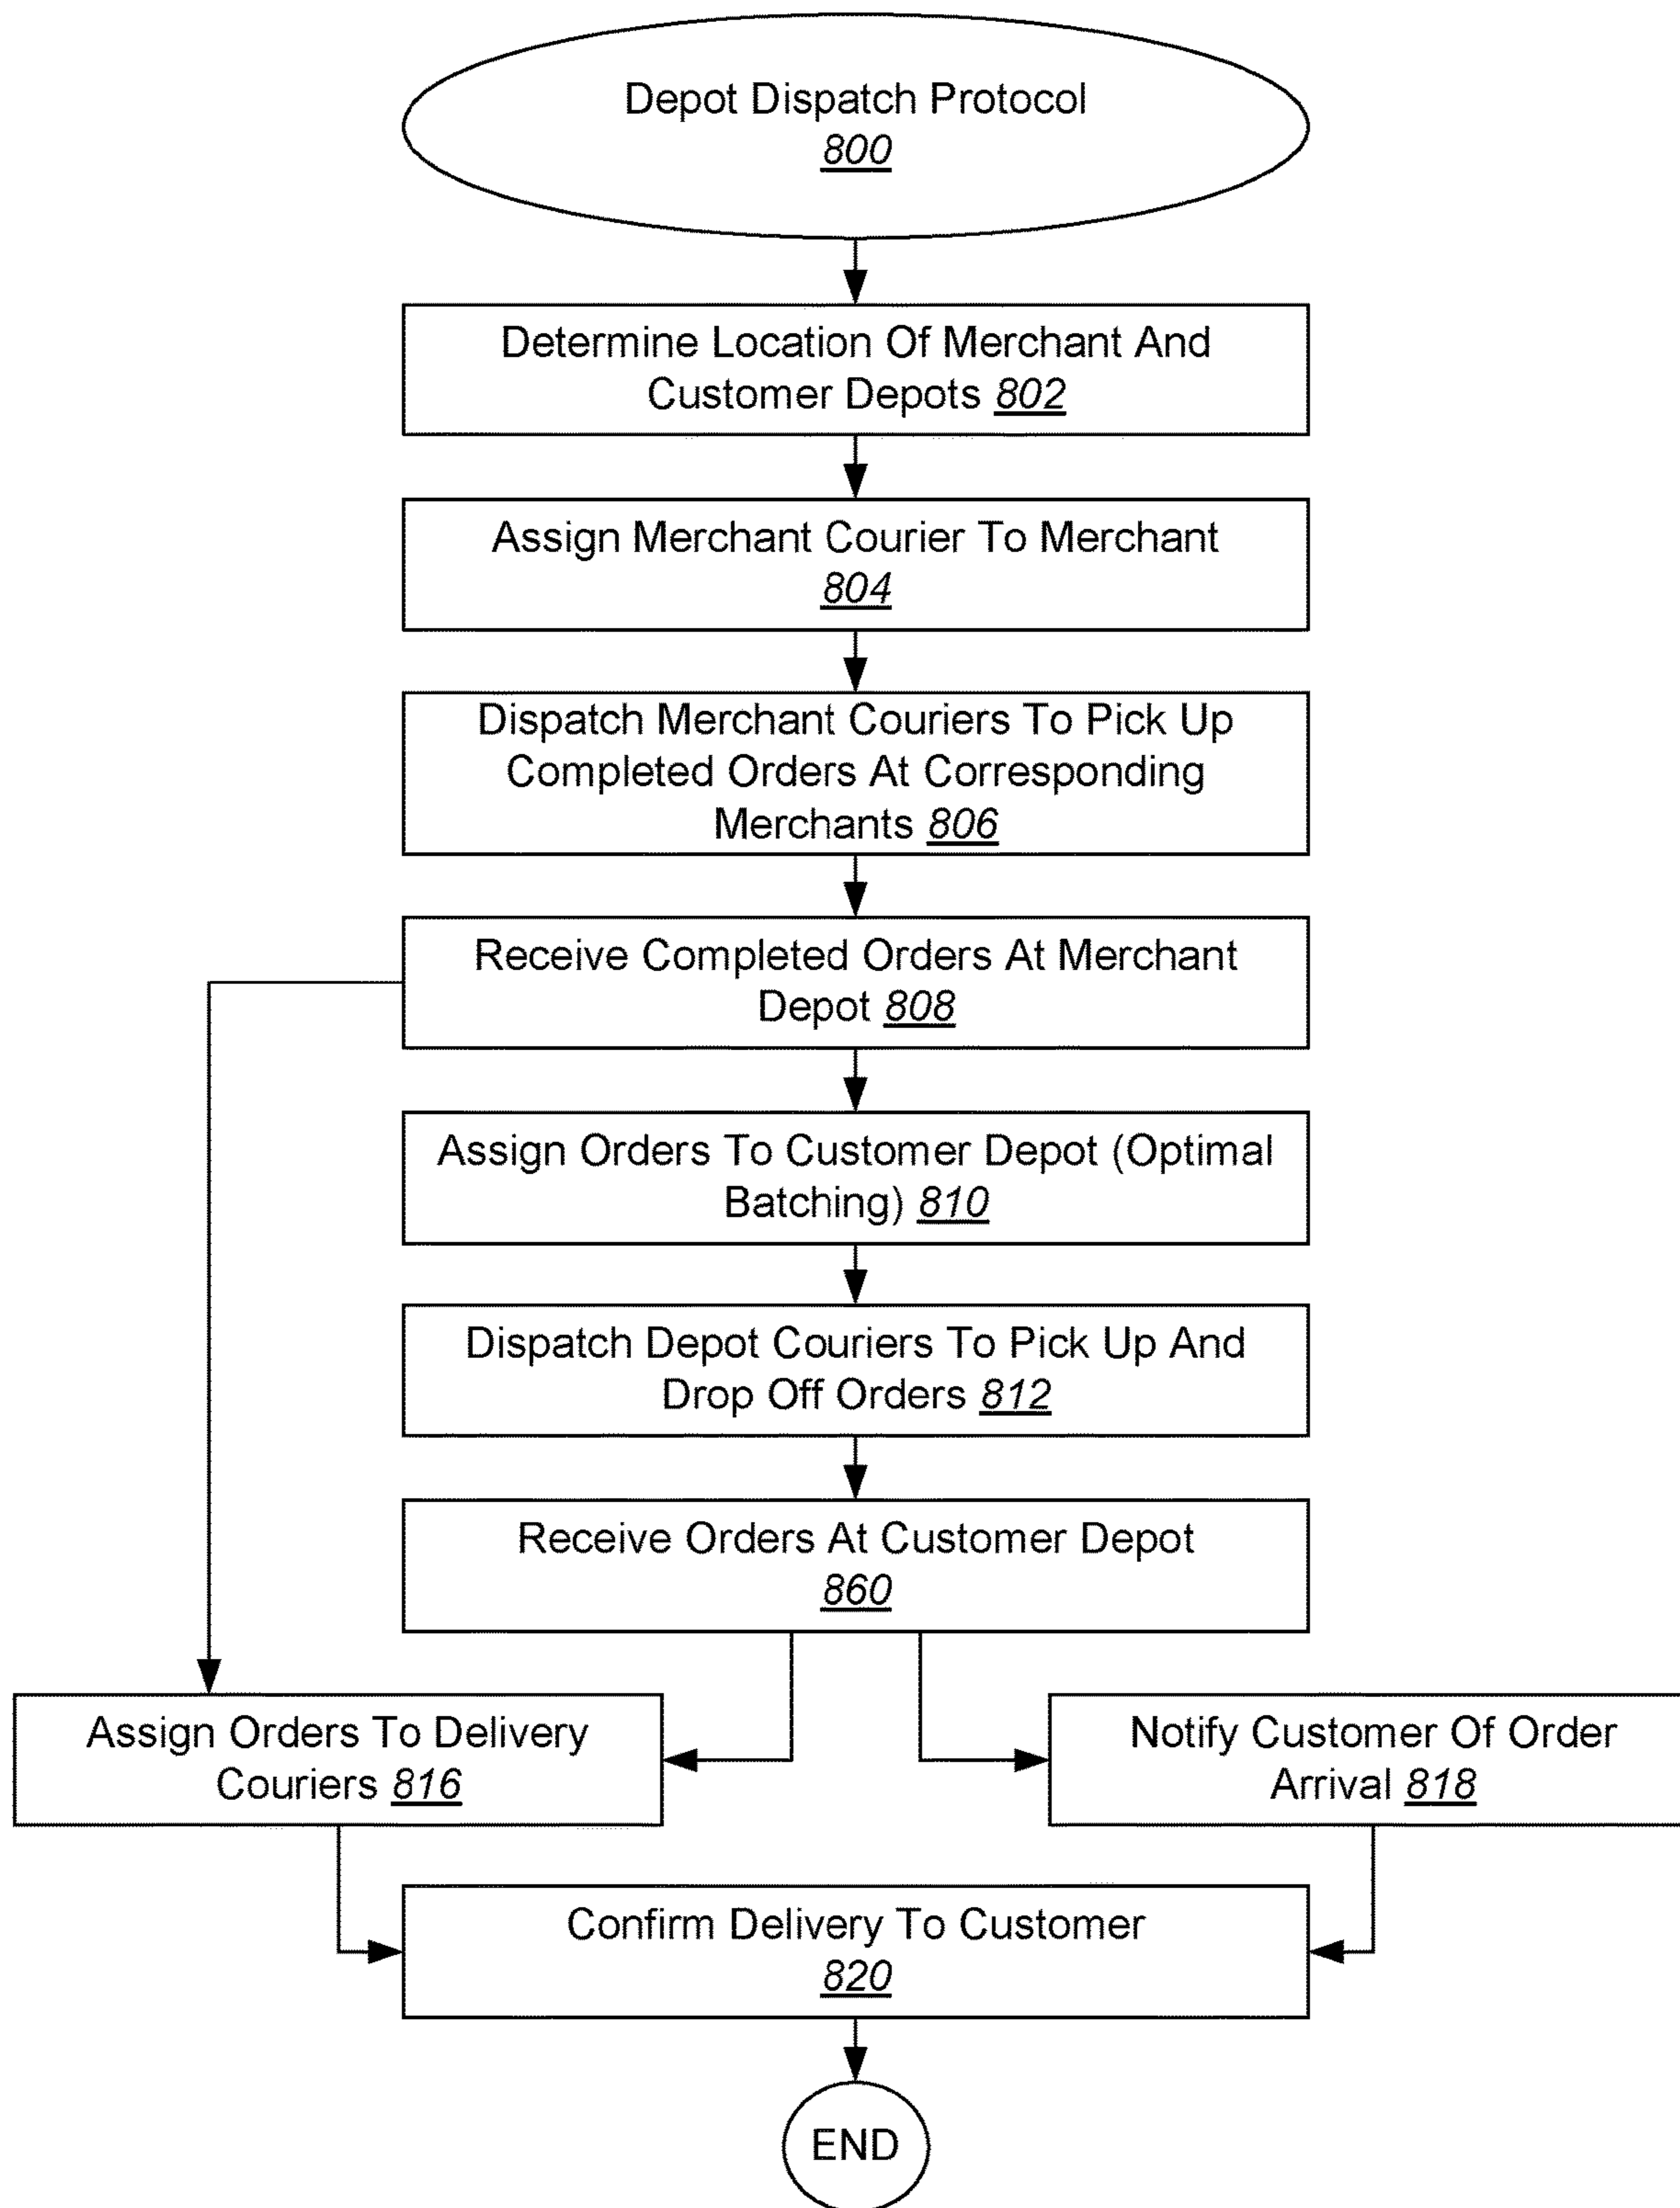 Depot Dispatch Protocol
800
Determine Location Of Merchant And
Customer Depots 802
Assign Merchant Courier To Merchant
804
Dispatch Merchant Couriers To Pick Up
Completed Orders At Corresponding
Merchants 806
Receive Completed Orders At Merchant
Depot 808
Assign Orders To Customer Depot (Optimal
Batching) 810
Dispatch Depot Couriers To Pick Up And
Drop Off Orders 812
Receive Orders At Customer Depot
860
Assign Orders To Delivery
Couriers 816
Notify Customer Of Order
Arrival 818
Confirm Delivery To Customer
820
END